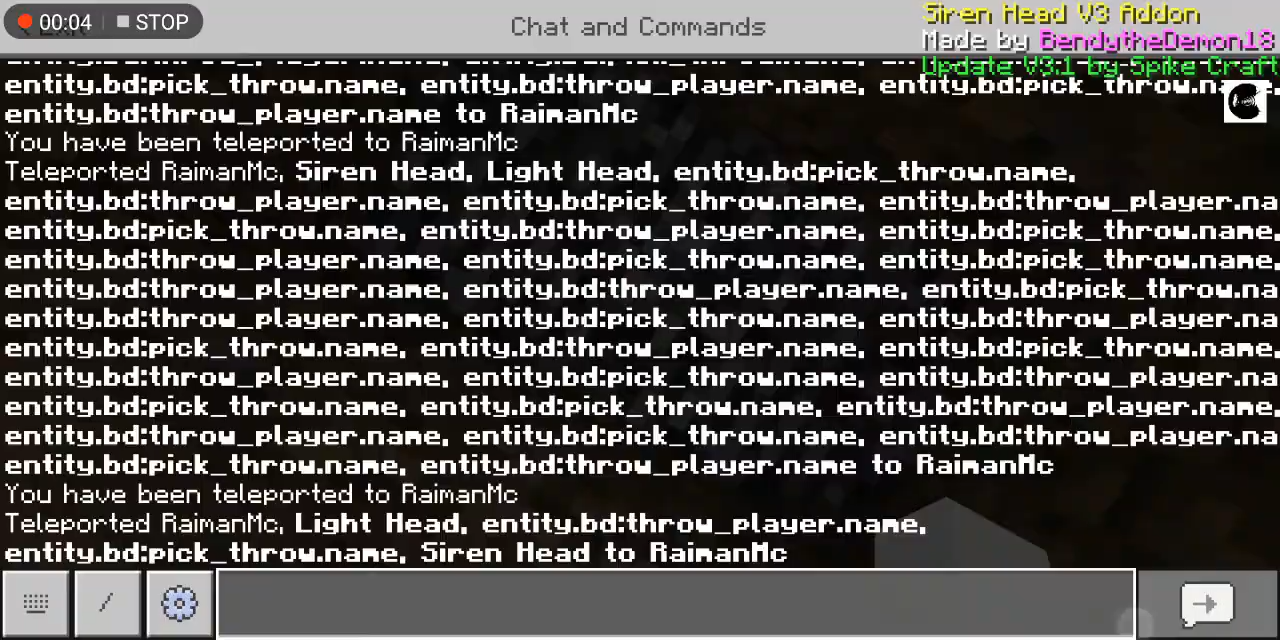 00:04 STOP
Chat and Commands
Siren Head V3 Addon
Made by BendytheDemon18
Update V3.1 by Spike Craft
entity.bd:pick_throw.name, entity.bd:throw_player.name, entity.bd:pick_throw.name,
entity.bd:throw_player.name to RaimanMc
You have been teleported to RaimanMc
Teleported RaimanMc, Siren Head, Light Head, entity.bd:pick_throw.name,
entity.bd:throw_player.name, entity.bd:pick_throw.name, entity.bd:throw_player.na
entity.bd:pick_throw.name, entity.bd:throw_player.name, entity.bd:pick_throw.name,
entity.bd:throw_player.name, entity.bd:pick_throw.name, entity.bd:pick_throw.name,
entity.bd:throw_player.name, entity.bd:throw_player.name, entity.bd:pick_throw.na
entity.bd:throw_player.name, entity.bd:pick_throw.name, entity.bd:throw_player.na
entity.bd:pick_throw.name, entity.bd:throw_player.name, entity.bd:pick_throw.name,
entity.bd:throw_player.name, entity.bd:pick_throw.name, entity.bd:throw_player.na
entity.bd:pick_throw.name, entity.bd:pick_throw.name, entity.bd:throw_player.name,
entity.bd:throw_player.name, entity.bd:pick_throw.name, entity.bd:throw_player.na
entity.bd:pick_throw.name, entity.bd:throw_player.name to RaimanMc
You have been teleported to RaimanMc
Teleported RaimanMc, Light Head, entity.bd:throw_player.name,
entity.bd:pick_throw.name, Siren Head to RaimanMc